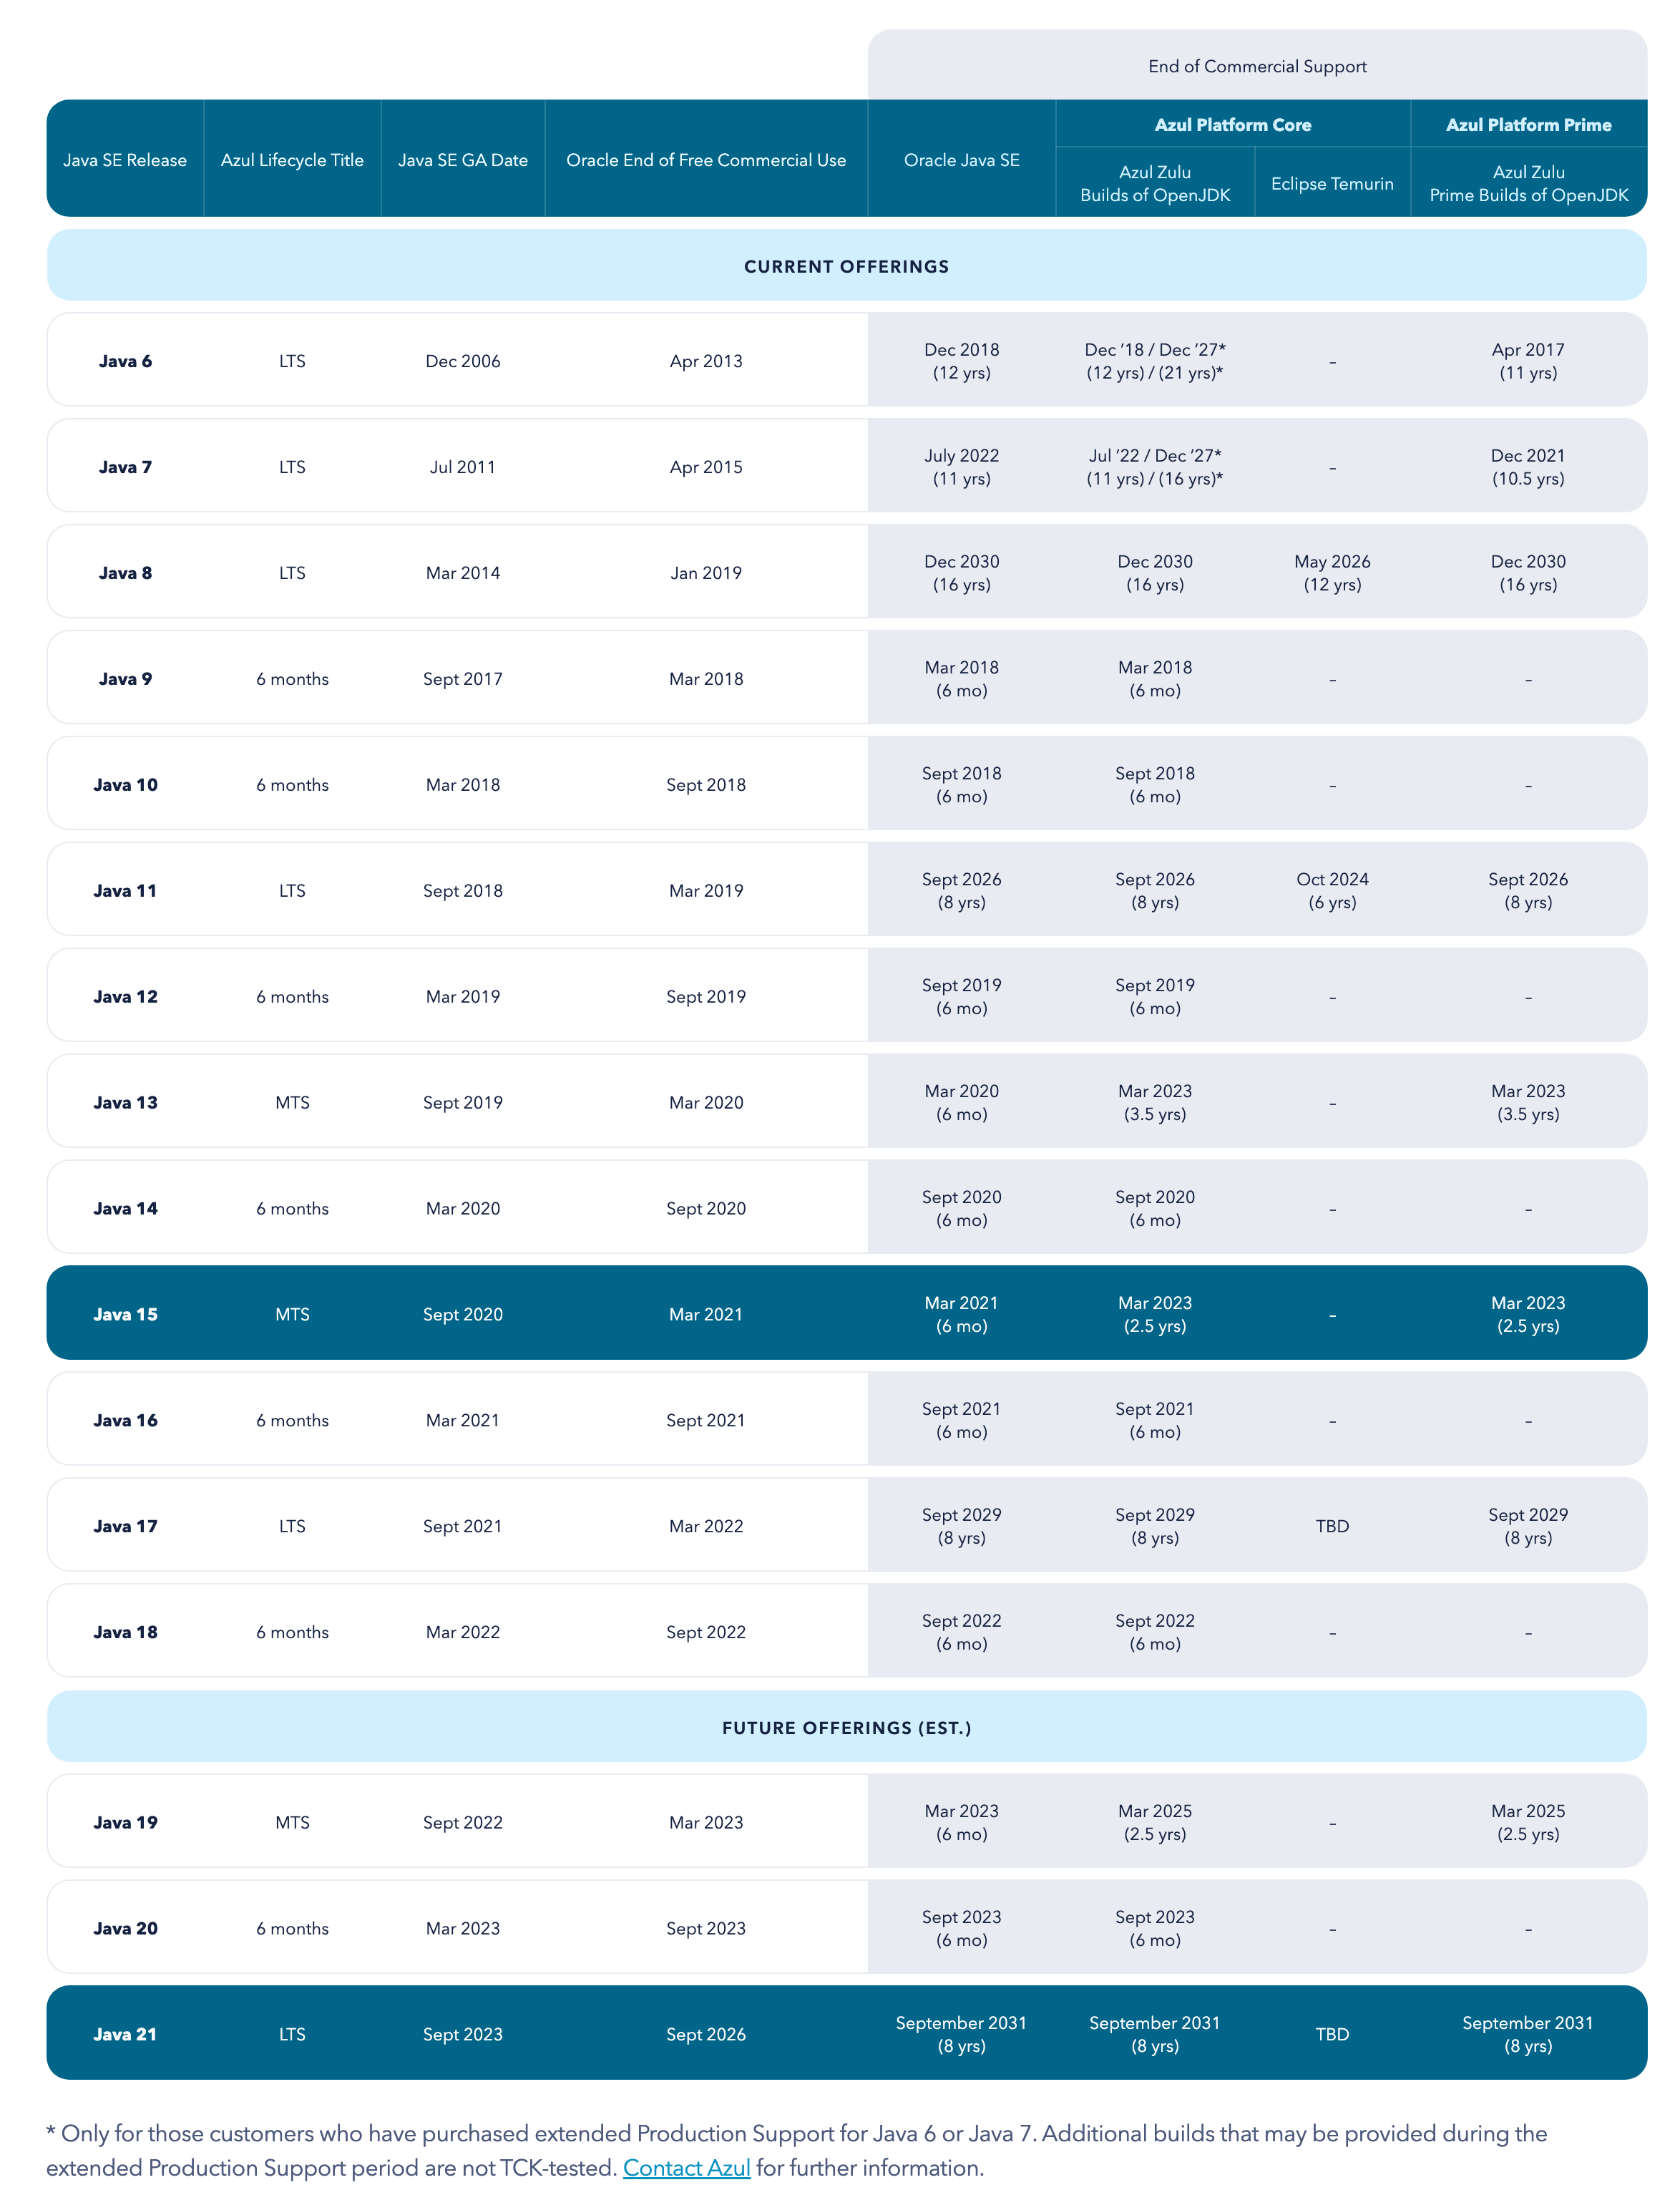 End of Commercial Support
Java SE Release Azul Lifecycle Title Java SE GA Date Oracle End of Free Commercial Use Oracle Java SE Azul Platform Core Azul Platform Prime
Azul Zulu Builds of OpenJDK Eclipse Temurin Azul Zulu Prime Builds of OpenJDK
CURRENT OFFERINGS
Java 6 LTS Dec 2006 Apr 2013 Dec 2018 Dec ’18 / Dec ’27* – Apr 2017
(12 yrs) (12 yrs) / (21 yrs)* (11 yrs)
Java 7 LTS Jul 2011 Apr 2015 July 2022 Jul ’22 / Dec ’27* – Dec 2021
(11 yrs) (11 yrs) / (16 yrs)* (10.5 yrs)
Java 8 LTS Mar 2014 Jan 2019 Dec 2030 Dec 2030 May 2026 Dec 2030
(16 yrs) (16 yrs) (12 yrs) (16 yrs)
Java 9 6 months Sept 2017 Mar 2018 Mar 2018 Mar 2018 – –
(6 mo) (6 mo)
Java 10 6 months Mar 2018 Sept 2018 Sept 2018 Sept 2018 – –
(6 mo) (6 mo)
Java 11 LTS Sept 2018 Mar 2019 Sept 2026 Sept 2026 Oct 2024 Sept 2026
(8 yrs) (8 yrs) (6 yrs) (8 yrs)
Java 12 6 months Mar 2019 Sept 2019 Sept 2019 Sept 2019 – –
(6 mo) (6 mo)
Java 13 MTS Sept 2019 Mar 2020 Mar 2020 Mar 2023 – Mar 2023
(6 mo) (3.5 yrs) (3.5 yrs)
Java 14 6 months Mar 2020 Sept 2020 Sept 2020 Sept 2020 – –
(6 mo) (6 mo)
Java 15 MTS Sept 2020 Mar 2021 Mar 2021 Mar 2023 – Mar 2023
(6 mo) (2.5 yrs) (2.5 yrs)
Java 16 6 months Mar 2021 Sept 2021 Sept 2021 Sept 2021 – –
(6 mo) (6 mo)
Java 17 LTS Sept 2021 Mar 2022 Sept 2029 Sept 2029 TBD Sept 2029
(8 yrs) (8 yrs) (8 yrs)
Java 18 6 months Mar 2022 Sept 2022 Sept 2022 Sept 2022 – –
(6 mo) (6 mo)
FUTURE OFFERINGS (EST.)
Java 19 MTS Sept 2022 Mar 2023 Mar 2023 Mar 2025 – Mar 2025
(6 mo) (2.5 yrs) (2.5 yrs)
Java 20 6 months Mar 2023 Sept 2023 Sept 2023 Sept 2023 – –
(6 mo) (6 mo)
Java 21 LTS Sept 2023 Sept 2026 September 2031 September 2031 TBD September 2031
(8 yrs) (8 yrs) (8 yrs)
* Only for those customers who have purchased extended Production Support for Java 6 or Java 7. Additional builds that may be provided during the
extended Production Support period are not TCK-tested. Contact Azul for further information.